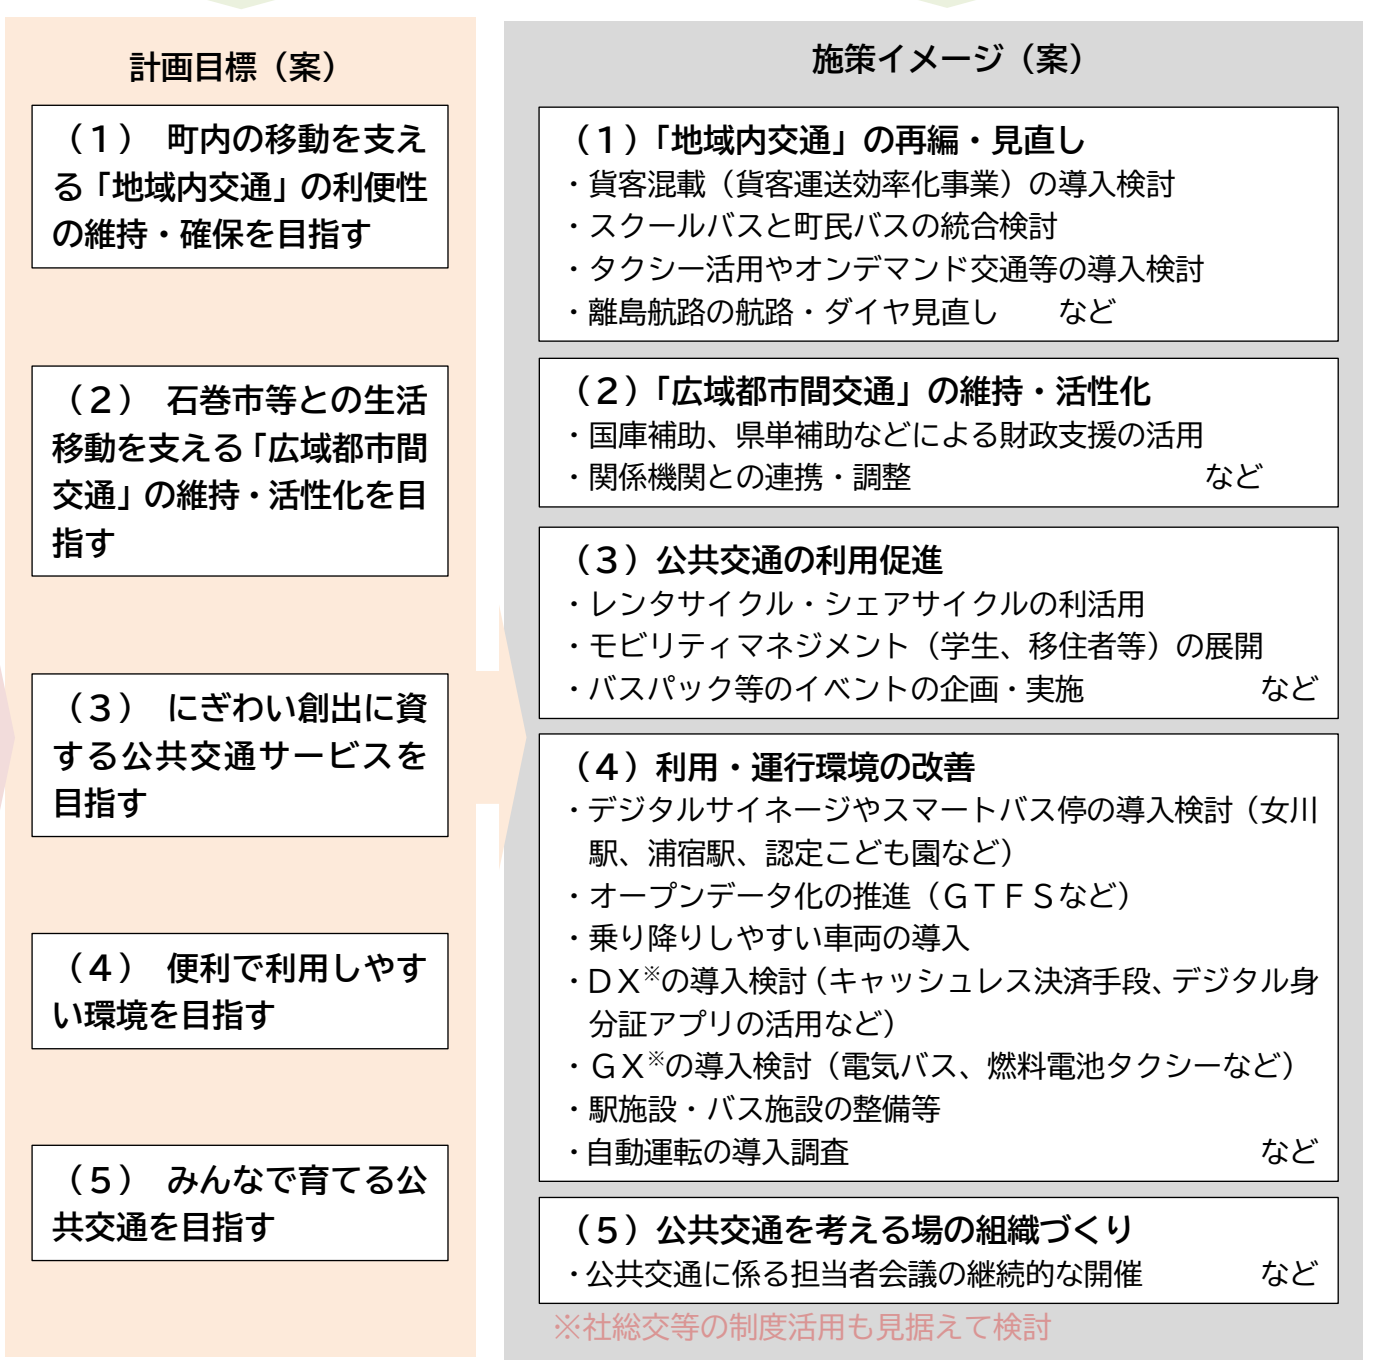 計画目標（案）
（１）　町内の移動を支え
る「地域内交通」の利便性
の維持・確保を目指す
（２）　石巻市等との生活
移動を支える「広域都市間
交通」の維持・活性化を目
指す
（３）　にぎわい創出に資
する公共交通サービスを
目指す
（４）　便利で利用しやす
い環境を目指す
（５）　みんなで育てる公
共交通を目指す
施策イメージ（案）
（１）「地域内交通」の再編・見直し
・貨客混載（貨客運送効率化事業）の導入検討
・スクールバスと町民バスの統合検討
・タクシー活用やオンデマンド交通等の導入検討
・離島航路の航路・ダイヤ見直し　　など
（２）「広域都市間交通」の維持・活性化
・国庫補助、県単補助などによる財政支援の活用
・関係機関との連携・調整　　など
（３）公共交通の利用促進
・レンタサイクル・シェアサイクルの利活用
・モビリティマネジメント（学生、移住者等）の展開
・バスパック等のイベントの企画・実施　　など
（４）利用・運行環境の改善
・デジタルサイネージやスマートバス停の導入検討（女川
駅、浦宿駅、認定こども園など）
・オープンデータ化の推進（ＧＴＦＳなど）
・乗り降りしやすい車両の導入
・ＤＸ※の導入検討（キャッシュレス決済手段、デジタル身
分証アプリの活用など）
・ＧＸ※の導入検討（電気バス、燃料電池タクシーなど）
・駅施設・バス施設の整備等
・自動運転の導入調査　　など
（５）公共交通を考える場の組織づくり
・公共交通に係る担当者会議の継続的な開催　　など
※社総交等の制度活用も見据えて検討